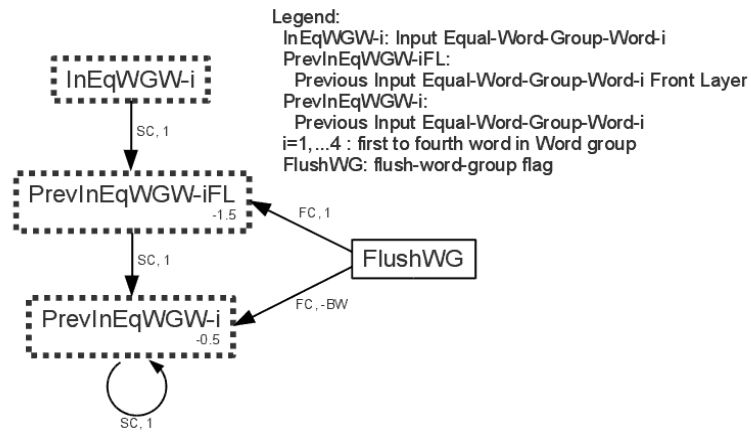 Legend:
InEqWGW-i: Input Equal-Word-Group-Word-i
PrevInEqWGW-iFL:
Previous Input Equal-Word-Group-Word-i Front Layer
PrevInEqWGW-i:
Previous Input Equal-Word-Group-Word-i
i=1,...4 : first to fourth word in Word group
FlushWG: flush-word-group flag
InEqWGW-i
SC, 1
PrevInEqWGW-iFL
-1.5
FC, 1
SC, 1
FlushWG
FC, -BW
PrevInEqWGW-i
-0.5
SC, 1